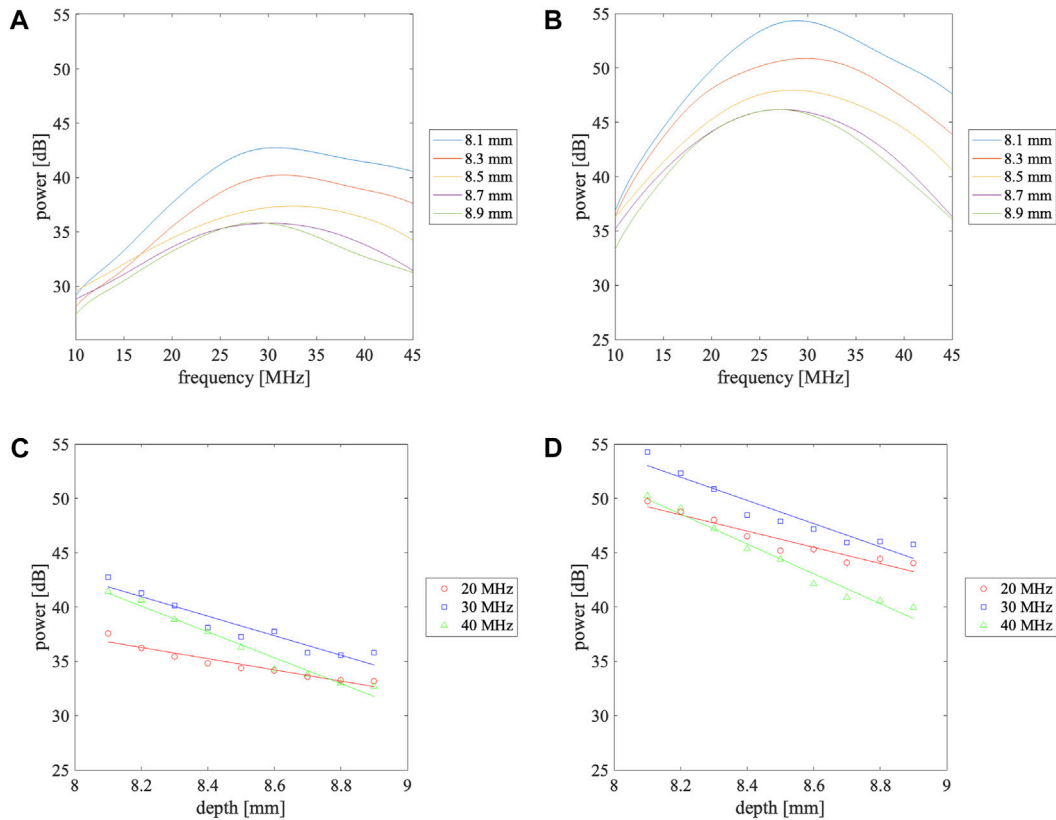 A
55
50
45
40
35
30
power [dB]
10 15 20 25 30 35 40 45
frequency [MHz]
8.1 mm
8.3 mm
8.5 mm
8.7 mm
8.9 mm
B
55
50
45
40
35
30
25
power [dB]
10 15 20 25 30 35 40 45
frequency [MHz]
8.1 mm
8.3 mm
8.5 mm
8.7 mm
8.9 mm
C
55
50
45
40
35
30
25
power [dB]
8 8.2 8.4 8.6 8.8 9
depth [mm]
20 MHz
30 MHz
40 MHz
D
55
50
45
40
35
30
25
power [dB]
8 8.2 8.4 8.6 8.8 9
depth [mm]
20 MHz
30 MHz
40 MHz